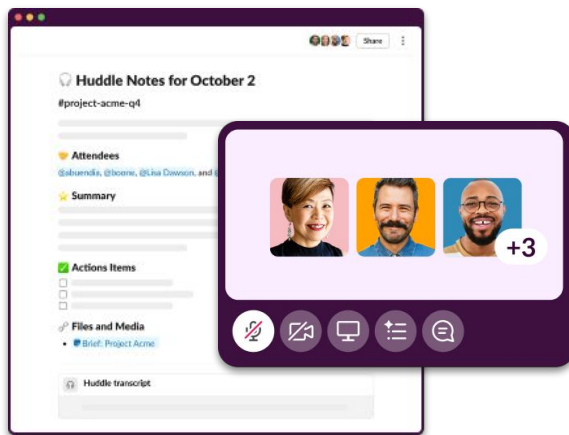 Share
Huddle Notes for October 2
#project-acme-q4
Attendees
@abuendia, @boone, @Lisa Dawson, and
Summary
Actions Items
Files and Media
Brief: Project Acme
Huddle transcript
+3